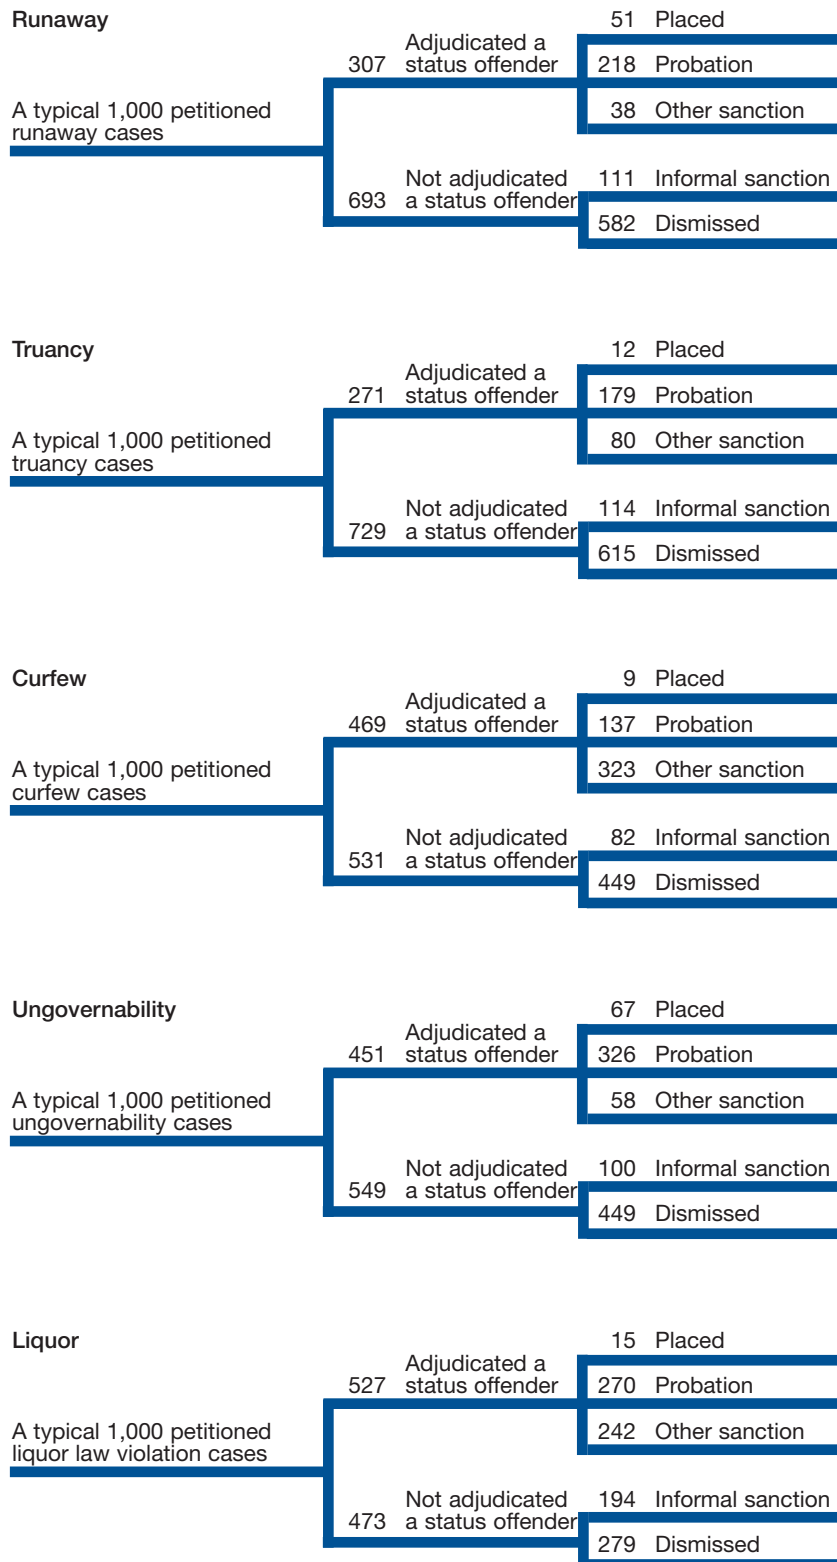 Runaway
51 Placed
Adjudicated a
307 status offender
218 Probation
A typical 1,000 petitioned
runaway cases
38 Other sanction
Not adjudicated
693 a status offender
111 Informal sanction
582 Dismissed
Truancy
12 Placed
Adjudicated a
271 status offender
179 Probation
A typical 1,000 petitioned
truancy cases
80 Other sanction
Not adjudicated
729 a status offender
114 Informal sanction
615 Dismissed
Curfew
9 Placed
Adjudicated a
469 status offender
137 Probation
A typical 1,000 petitioned
curfew cases
323 Other sanction
Not adjudicated
531 a status offender
82 Informal sanction
449 Dismissed
Ungovernability
67 Placed
Adjudicated a
451 status offender
326 Probation
A typical 1,000 petitioned
ungovernability cases
58 Other sanction
Not adjudicated
549 a status offender
100 Informal sanction
449 Dismissed
Liquor
15 Placed
Adjudicated a
527 status offender
270 Probation
A typical 1,000 petitioned
liquor law violation cases
242 Other sanction
Not adjudicated
473 a status offender
194 Informal sanction
279 Dismissed